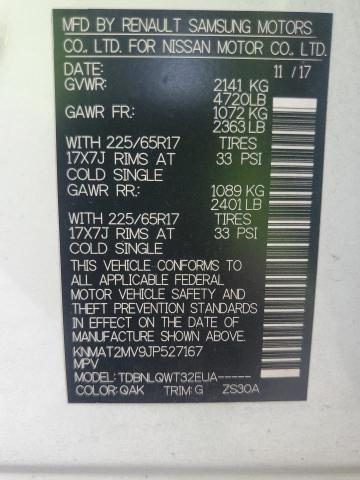 MFD BY RENAULT SAMSUNG MOTORS
CO., LTD. FOR NISSAN MOTOR CO., LTD.
DATE: 11 / 17
GVWR: 2141 KG
4720LB
GAWR FR: 1072 KG
2363 LB
WITH 225/65R17 TIRES
17X7J RIMS AT 33 PSI
COLD SINGLE
GAWR RR: 1089 KG
2401 LB
WITH 225/65R17 TIRES
17X7J RIMS AT 33 PSI
COLD SINGLE
THIS VEHICLE CONFORMS TO
ALL APPLICABLE FEDERAL
MOTOR VEHICLE SAFETY AND
THEFT PREVENTION STANDARDS
IN EFFECT ON THE DATE OF
MANUFACTURE SHOWN ABOVE.
KNMAT2MV9JP527167
MPV
MODEL: TDBNLQWT32EUA-----
COLOR: QAK TRIM: G ZS30A